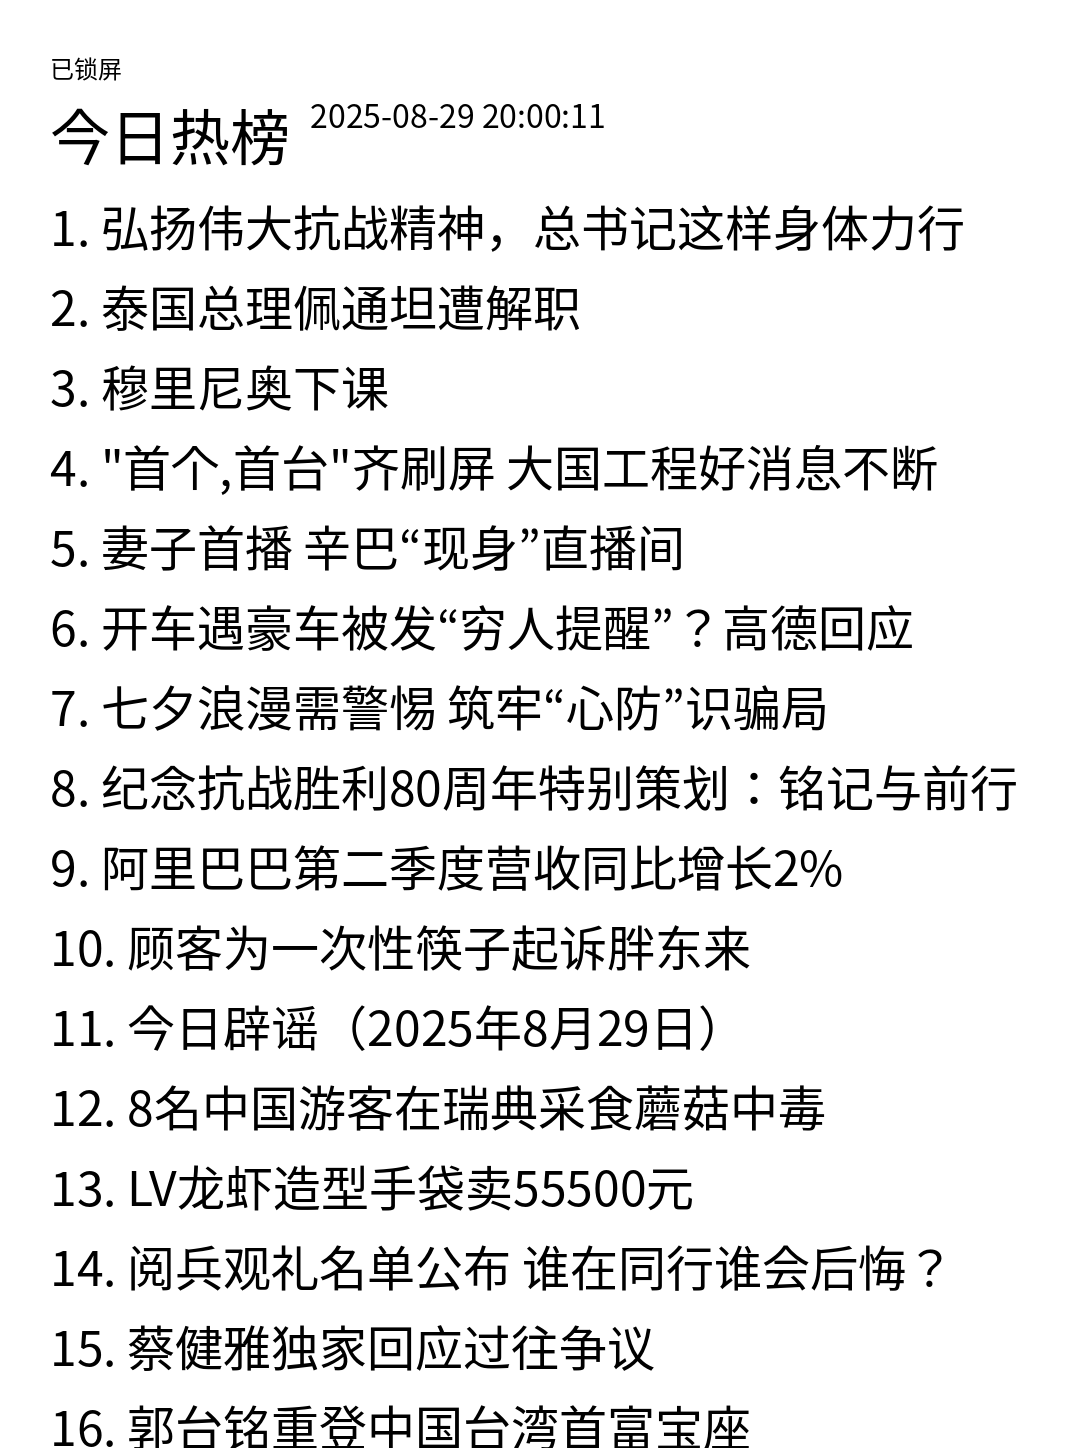 已锁屏
今日热榜 2025-08-29 20:00:11
1. 弘扬伟大抗战精神，总书记这样身体力行
2. 泰国总理佩通坦遭解职
3. 穆里尼奥下课
4. "首个,首台"齐刷屏 大国工程好消息不断
5. 妻子首播 辛巴“现身”直播间
6. 开车遇豪车被发“穷人提醒”？高德回应
7. 七夕浪漫需警惕 筑牢“心防”识骗局
8. 纪念抗战胜利80周年特别策划：铭记与前行
9. 阿里巴巴第二季度营收同比增长2%
10. 顾客为一次性筷子起诉胖东来
11. 今日辟谣（2025年8月29日）
12. 8名中国游客在瑞典采食蘑菇中毒
13. LV龙虾造型手袋卖55500元
14. 阅兵观礼名单公布 谁在同行谁会后悔？
15. 蔡健雅独家回应过往争议
16. 郭台铭重登中国台湾首富宝座